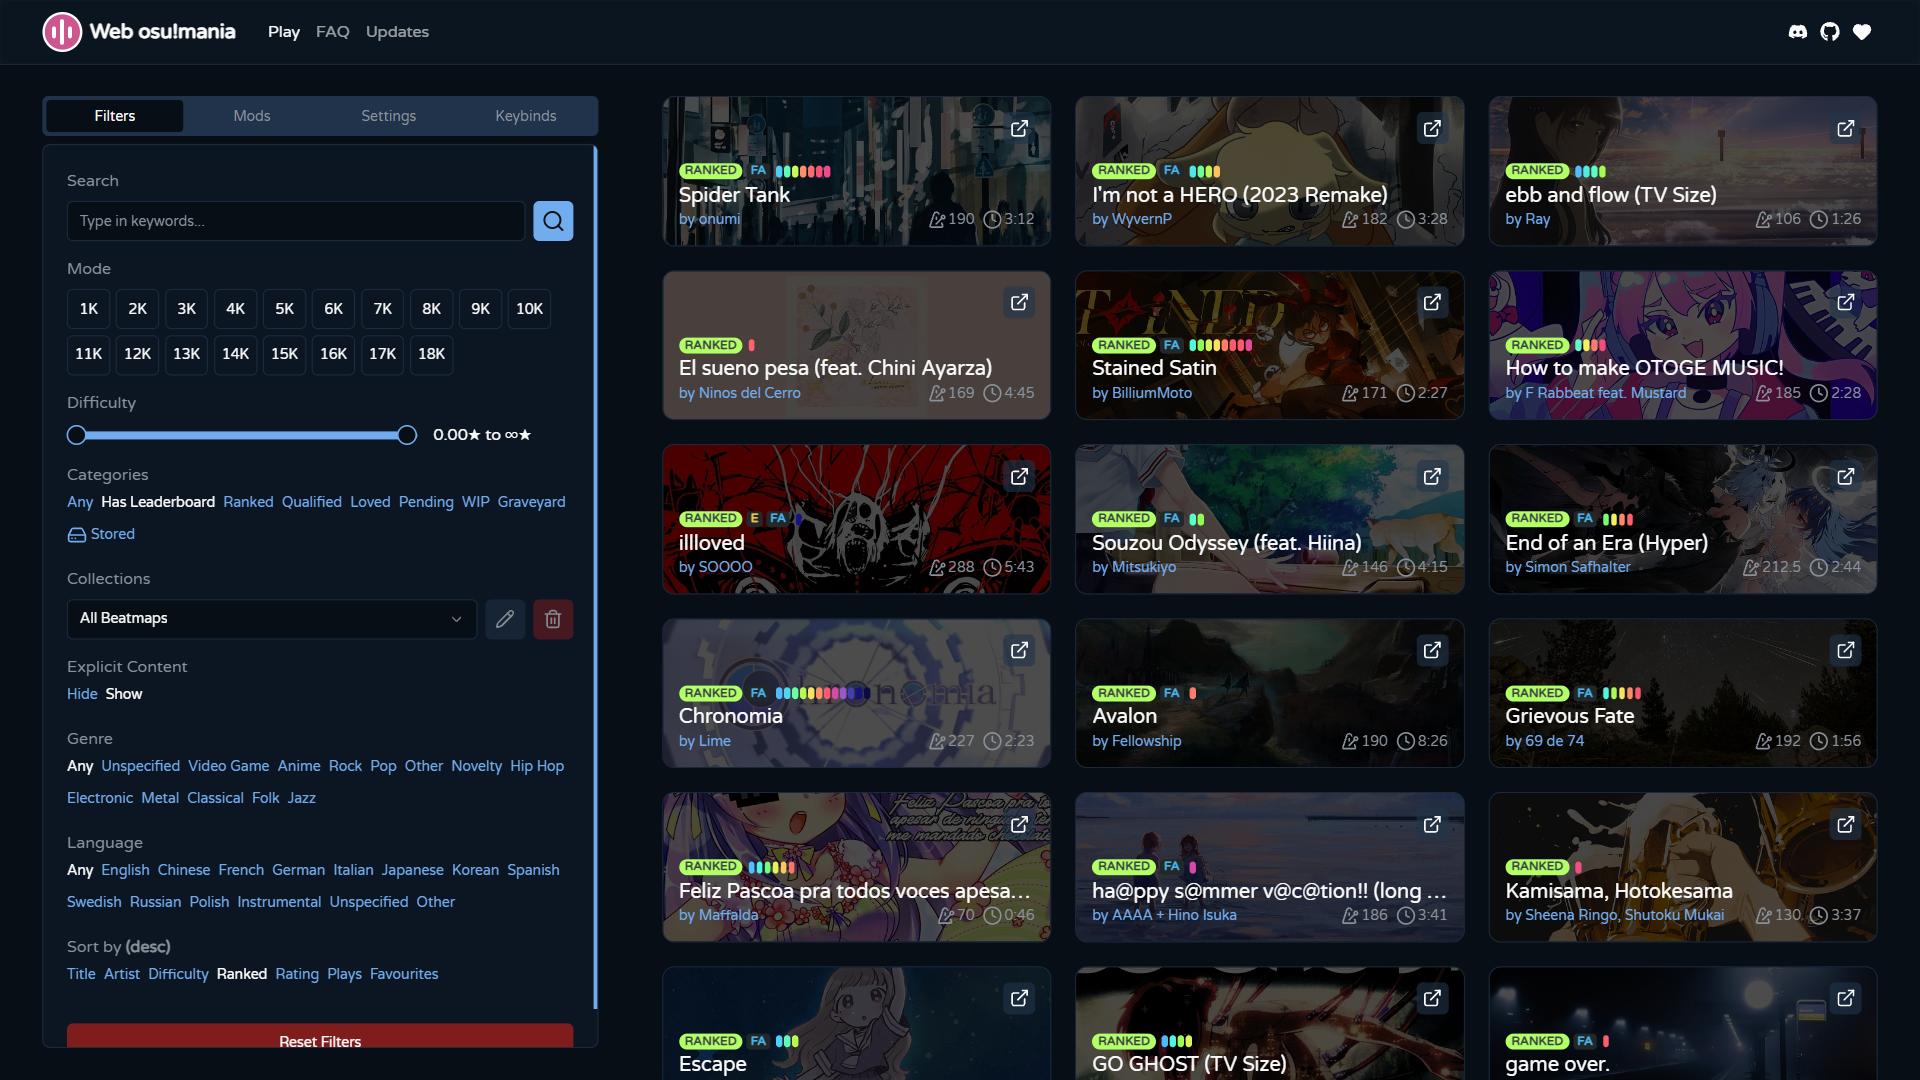 Web osu!mania
Play FAQ Updates
Filters Mods Settings Keybinds
Search
Type in keywords...
Mode
1K 2K 3K 4K 5K 6K 7K 8K 9K 10K
11K 12K 13K 14K 15K 16K 17K 18K
Difficulty
0.00★ to ∞★
Categories
Any Has Leaderboard Ranked Qualified Loved Pending WIP Graveyard
Stored
Collections
All Beatmaps
Explicit Content
Hide Show
Genre
Any Unspecified Video Game Anime Rock Pop Other Novelty Hip Hop
Electronic Metal Classical Folk Jazz
Language
Any English Chinese French German Italian Japanese Korean Spanish
Swedish Russian Polish Instrumental Unspecified Other
Sort by (desc)
Title Artist Difficulty Ranked Rating Plays Favourites
Reset Filters
RANKED FA
Spider Tank
by onumi 190 3:12
RANKED FA
I'm not a HERO (2023 Remake)
by WyvernP 182 3:28
RANKED
ebb and flow (TV Size)
by Ray 106 1:26
RANKED
El sueno pesa (feat. Chini Ayarza)
by Ninos del Cerro 169 4:45
RANKED FA
Stained Satin
by BilliumMoto 171 2:27
RANKED
How to make OTOGE MUSIC!
by F Rabbeat feat. Mustard 185 2:28
RANKED E FA
illloved
by SOOOO 288 5:43
RANKED FA
Souzou Odyssey (feat. Hiina)
by Mitsukiyo 146 4:15
RANKED FA
End of an Era (Hyper)
by Simon Safhalter 212.5 2:44
RANKED FA
Chronomia
by Lime 227 2:23
RANKED FA
Avalon
by Fellowship 190 8:26
RANKED FA
Grievous Fate
by 69 de 74 192 1:56
Feliz Pascoa pra to
apesar de ningu
me mandado chocolate
RANKED
Feliz Pascoa pra todos voces apesa...
by Maffalda 70 0:46
RANKED FA
ha@ppy s@mmer v@c@tion!! (long ...
by AAAA + Hino Isuka 186 3:41
RANKED
Kamisama, Hotokesama
by Sheena Ringo, Shutoku Mukai 130 3:37
RANKED FA
Escape
RANKED
GO GHOST (TV Size)
RANKED FA
game over.